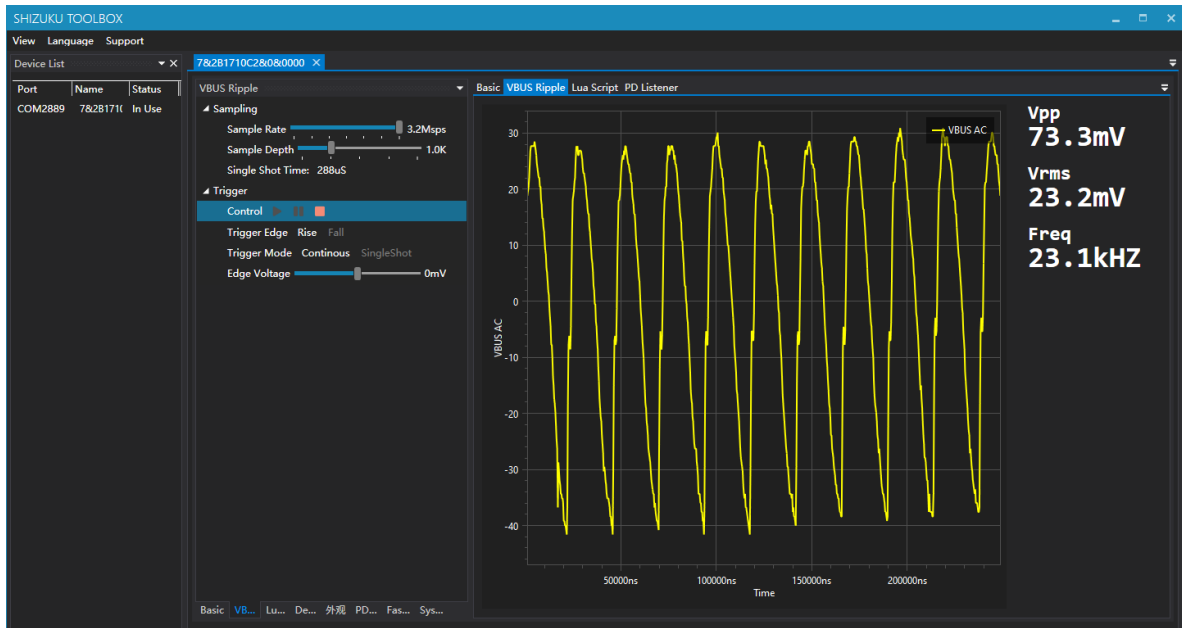 SHIZUKU TOOLBOX
View Language Support
Device List
Port Name Status
COM2889 7&2B171( In Use
7&2B1710C2&0&0000
VBUS Ripple
Sampling
Sample Rate 3.2Msps
Sample Depth 1.0K
Single Shot Time: 288uS
Trigger
Control
Trigger Edge Rise Fall
Trigger Mode Continous SingleShot
Edge Voltage 0mV
Basic VB... Lu... De... 外观 PD... Fas... Sys...
Basic VBUS Ripple Lua Script PD Listener
VBUS AC
30
20
10
0
-10
-20
-30
-40
VBUS AC
50000ns 100000ns 150000ns 200000ns
Time
Vpp
73.3mV
Vrms
23.2mV
Freq
23.1kHZ